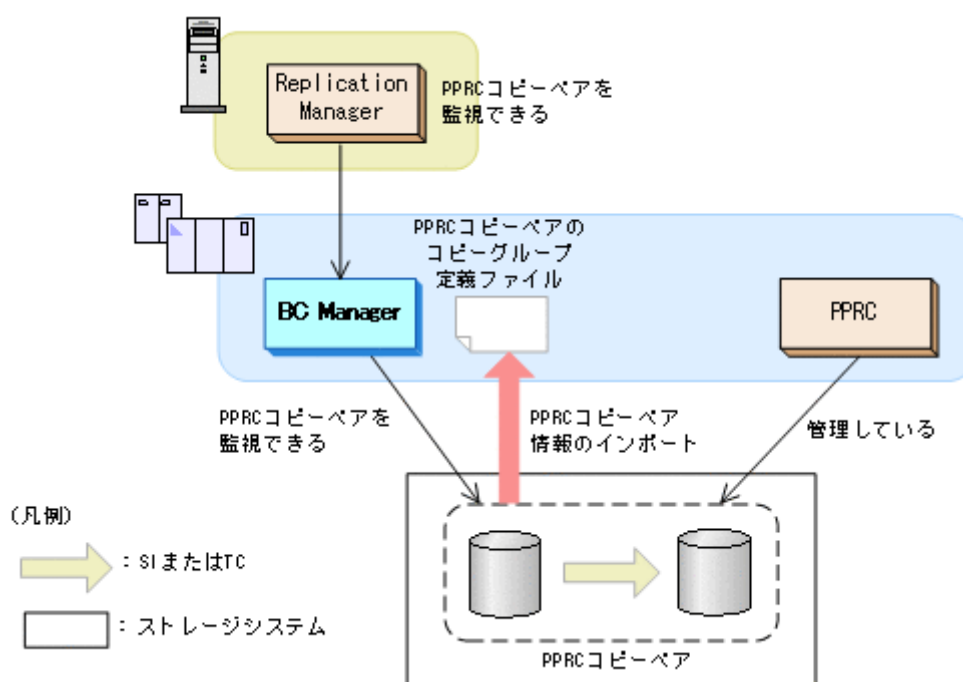 Replication
Manager
PPRCコピーペアを
監視できる
PPRCコピーペアの
コピーグループ
定義ファイル
BC Manager
PPRC
PPRCコピーペアを
監視できる
PPRCコピーペア
情報のインポート
管理している
(凡例)
：SIまたはTC
：ストレージシステム
PPRCコピーペア